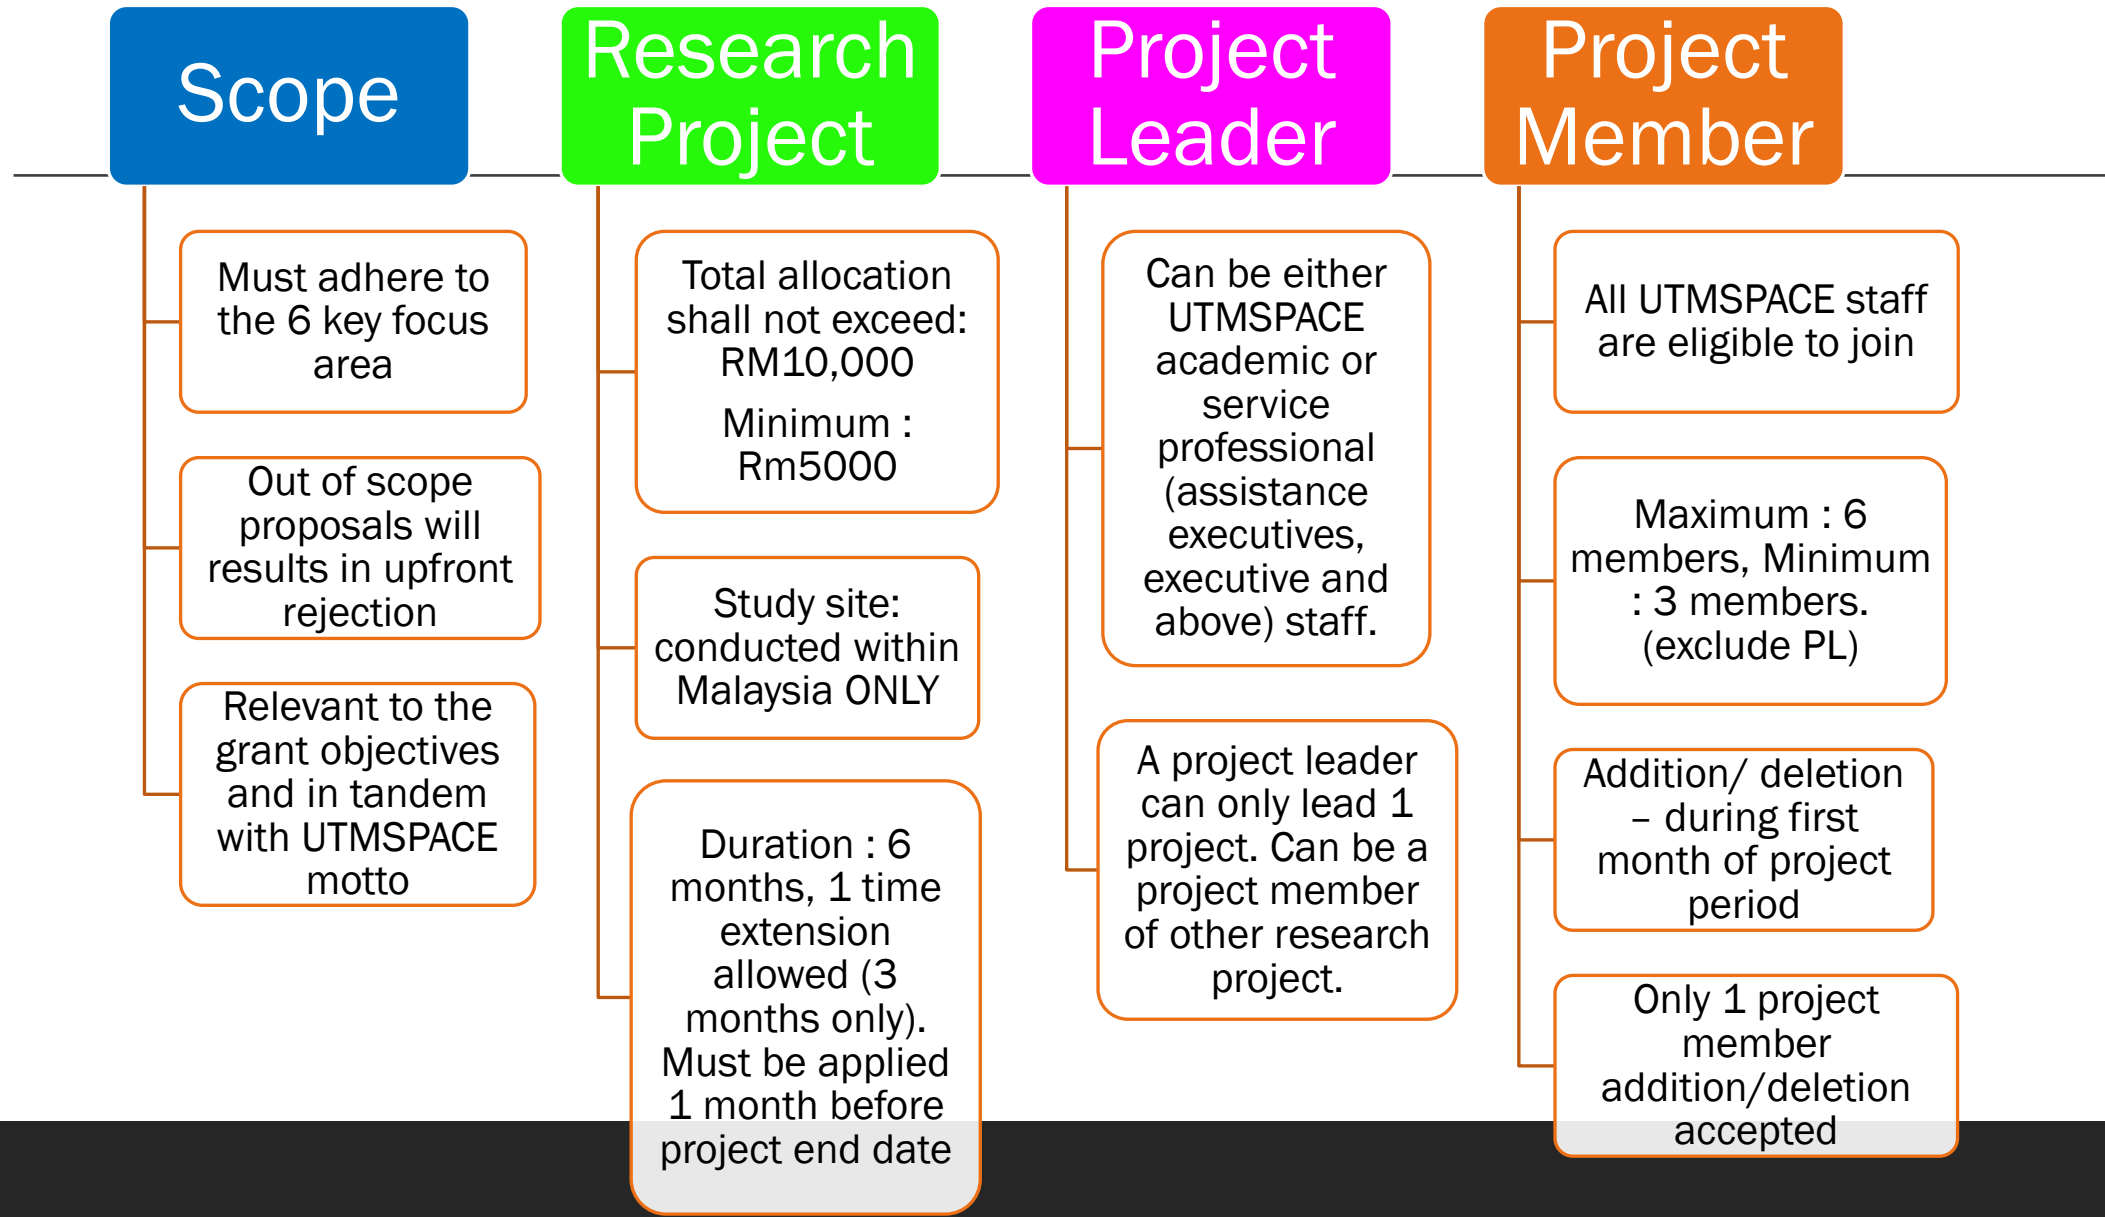 Scope
Must adhere to
the 6 key focus
area
Out of scope
proposals will
results in upfront
rejection
Relevant to the
grant objectives
and in tandem
with UTMSPACE
motto
Research
Project
Total allocation
shall not exceed:
RM10,000
Minimum :
Rm5000
Study site:
conducted within
Malaysia ONLY
Duration : 6
months, 1 time
extension
allowed (3
months only).
Must be applied
1 month before
project end date
Project
Leader
Can be either
UTMSPACE
academic or
service
professional
(assistance
executives,
executive and
above) staff.
A project leader
can only lead 1
project. Can be a
project member
of other research
project.
Project
Member
All UTMSPACE staff
are eligible to join
Maximum : 6
members, Minimum
: 3 members.
(exclude PL)
Addition/ deletion
– during first
month of project
period
Only 1 project
member
addition/deletion
accepted